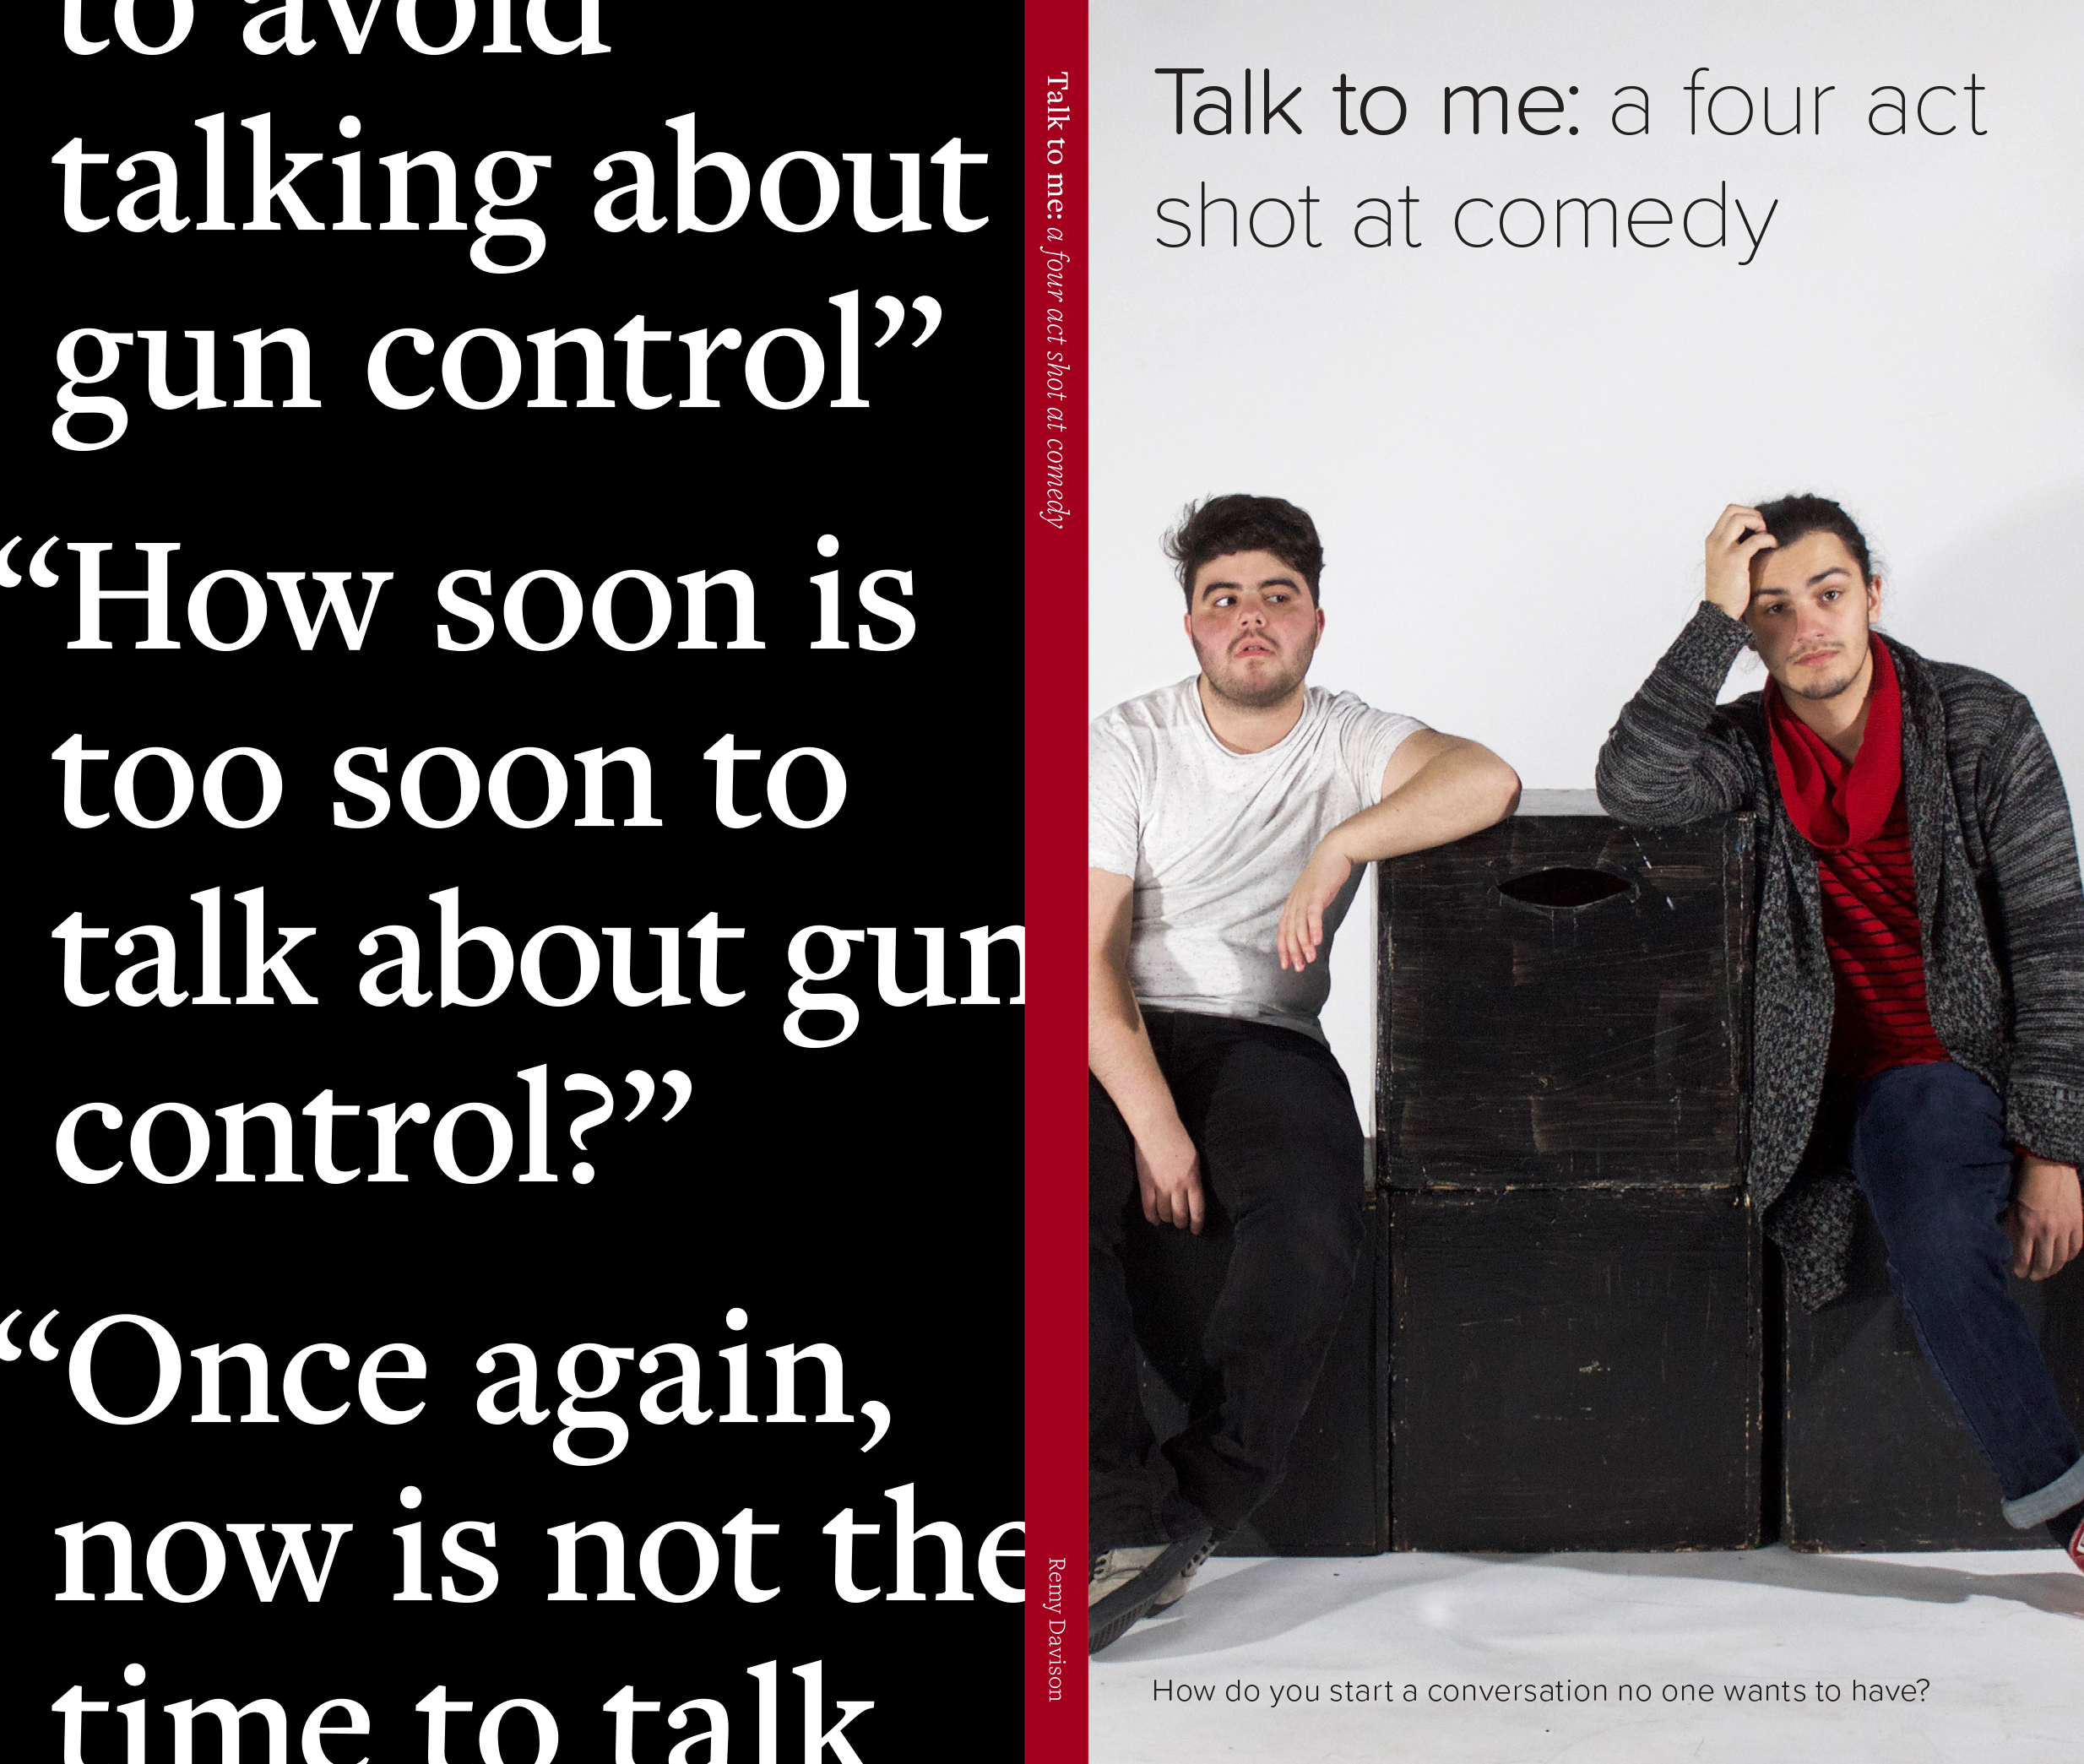 to avoid
talking about
gun control”
“How soon is
too soon to
talk about gun
control?”
“Once again,
now is not the
time to talk
Talk to me: a four act shot at comedy
Remy Davison
Talk to me: a four act
shot at comedy
How do you start a conversation no one wants to have?